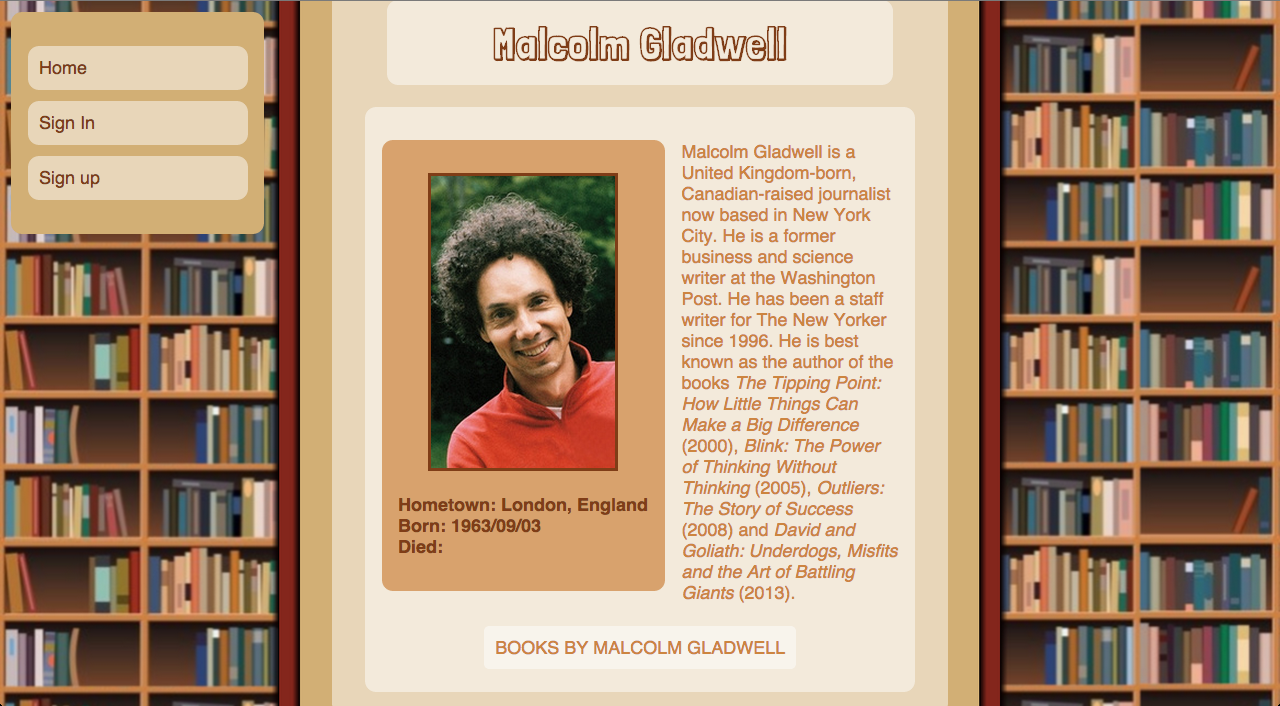 Malcolm Gladwell
Home
Sign In
Sign up
Hometown: London, England
Born: 1963/09/03
Died:
Malcolm Gladwell is a
United Kingdom-born,
Canadian-raised journalist
now based in New York
City. He is a former
business and science
writer at the Washington
Post. He has been a staff
writer for The New Yorker
since 1996. He is best
known as the author of the
books The Tipping Point:
How Little Things Can
Make a Big Difference
(2000), Blink: The Power
of Thinking Without
Thinking (2005), Outliers:
The Story of Success
(2008) and David and
Goliath: Underdogs, Misfits
and the Art of Battling
Giants (2013).
BOOKS BY MALCOLM GLADWELL